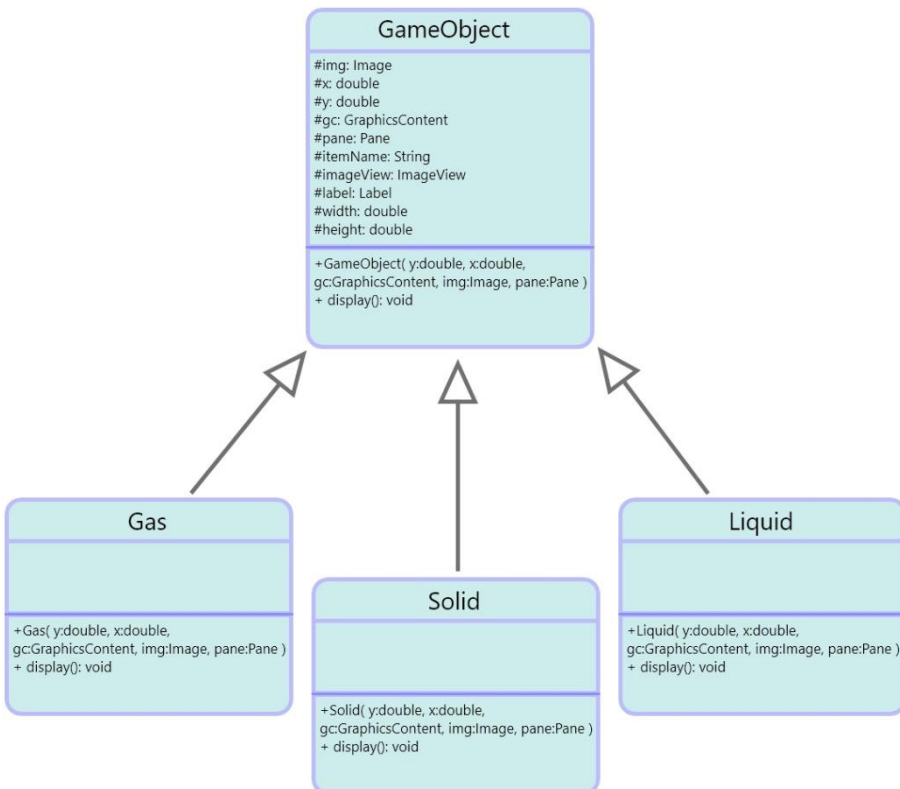 GameObject
#img: Image
#x: double
#y: double
#gc: GraphicsContent
#pane: Pane
#itemName: String
#imageView: ImageView
#label: Label
#width: double
#height: double
+GameObject( y:double, x:double,
gc:GraphicsContent, img:Image, pane:Pane )
+ display(): void
Gas
+Gas( y:double, x:double,
gc:GraphicsContent, img:Image, pane:Pane )
+ display(): void
Solid
+Solid( y:double, x:double,
gc:GraphicsContent, img:Image, pane:Pane )
+ display(): void
Liquid
+Liquid( y:double, x:double,
gc:GraphicsContent, img:Image, pane:Pane )
+ display(): void